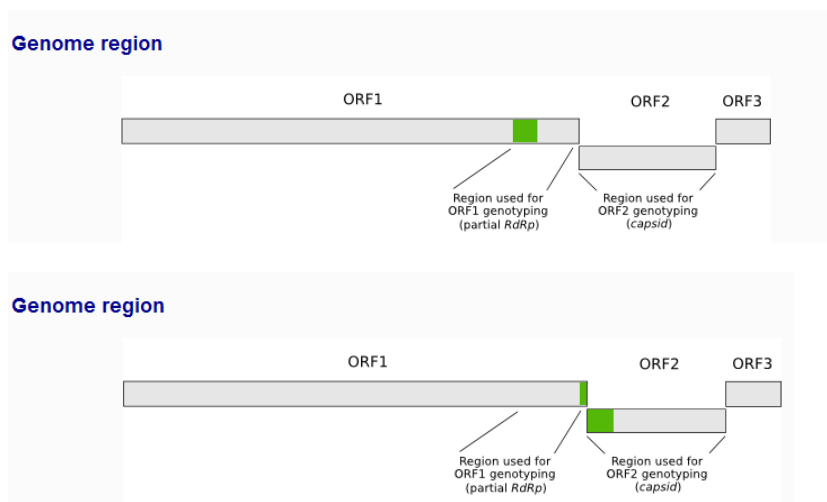 Genome region
ORF1
ORF2
ORF3
Region used for
ORF1 genotyping
(partial RdRp)
Region used for
ORF2 genotyping
(capsid)
Genome region
ORF1
ORF2
ORF3
Region used for
ORF1 genotyping
(partial RdRp)
Region used for
ORF2 genotyping
(capsid)